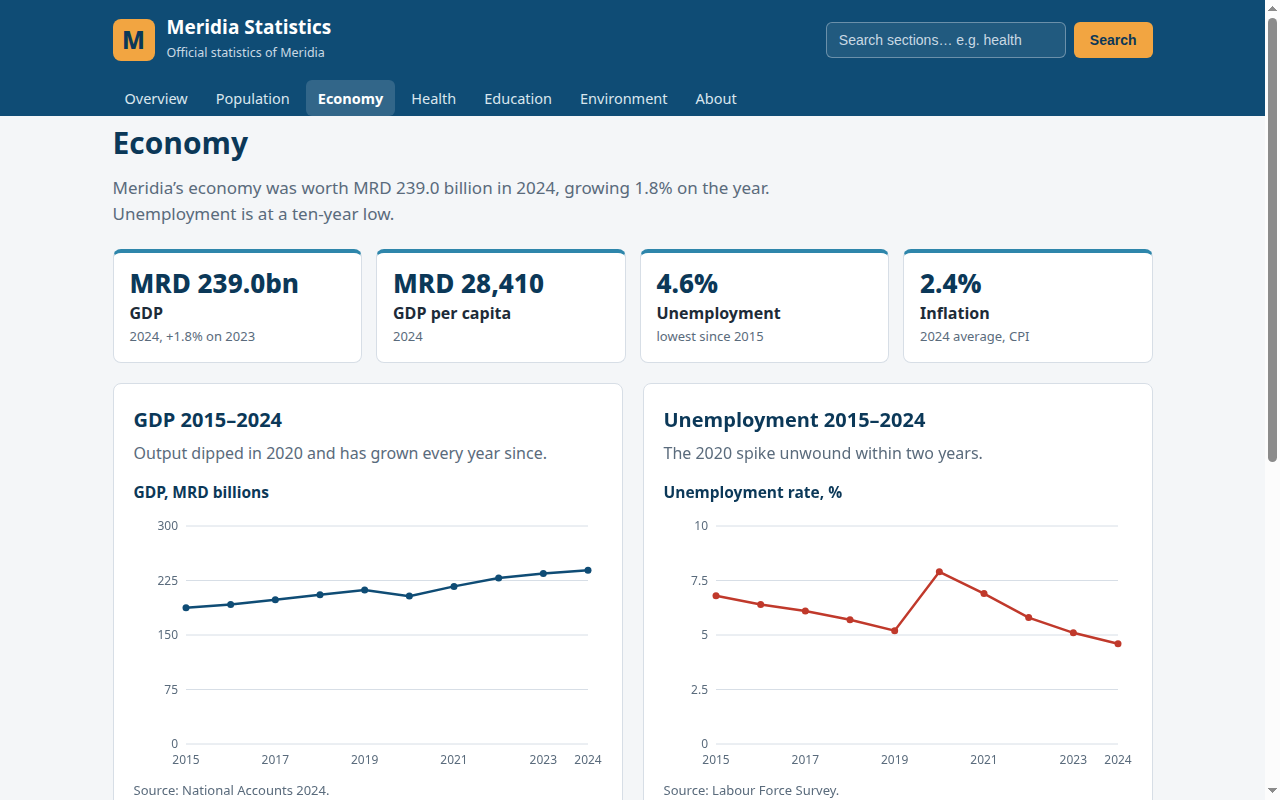 M
Meridia Statistics
Official statistics of Meridia
Search sections… e.g. health
Search
Overview
Population
Economy
Health
Education
Environment
About
Economy
Meridia’s economy was worth MRD 239.0 billion in 2024, growing 1.8% on the year.
Unemployment is at a ten-year low.
MRD 239.0bn
GDP
2024, +1.8% on 2023
MRD 28,410
GDP per capita
2024
4.6%
Unemployment
lowest since 2015
2.4%
Inflation
2024 average, CPI
GDP 2015–2024
Output dipped in 2020 and has grown every year since.
GDP, MRD billions
300
225
150
75
0
2015 2017 2019 2021 2023 2024
Source: National Accounts 2024.
Unemployment 2015–2024
The 2020 spike unwound within two years.
Unemployment rate, %
10
7.5
5
2.5
0
2015 2017 2019 2021 2023 2024
Source: Labour Force Survey.